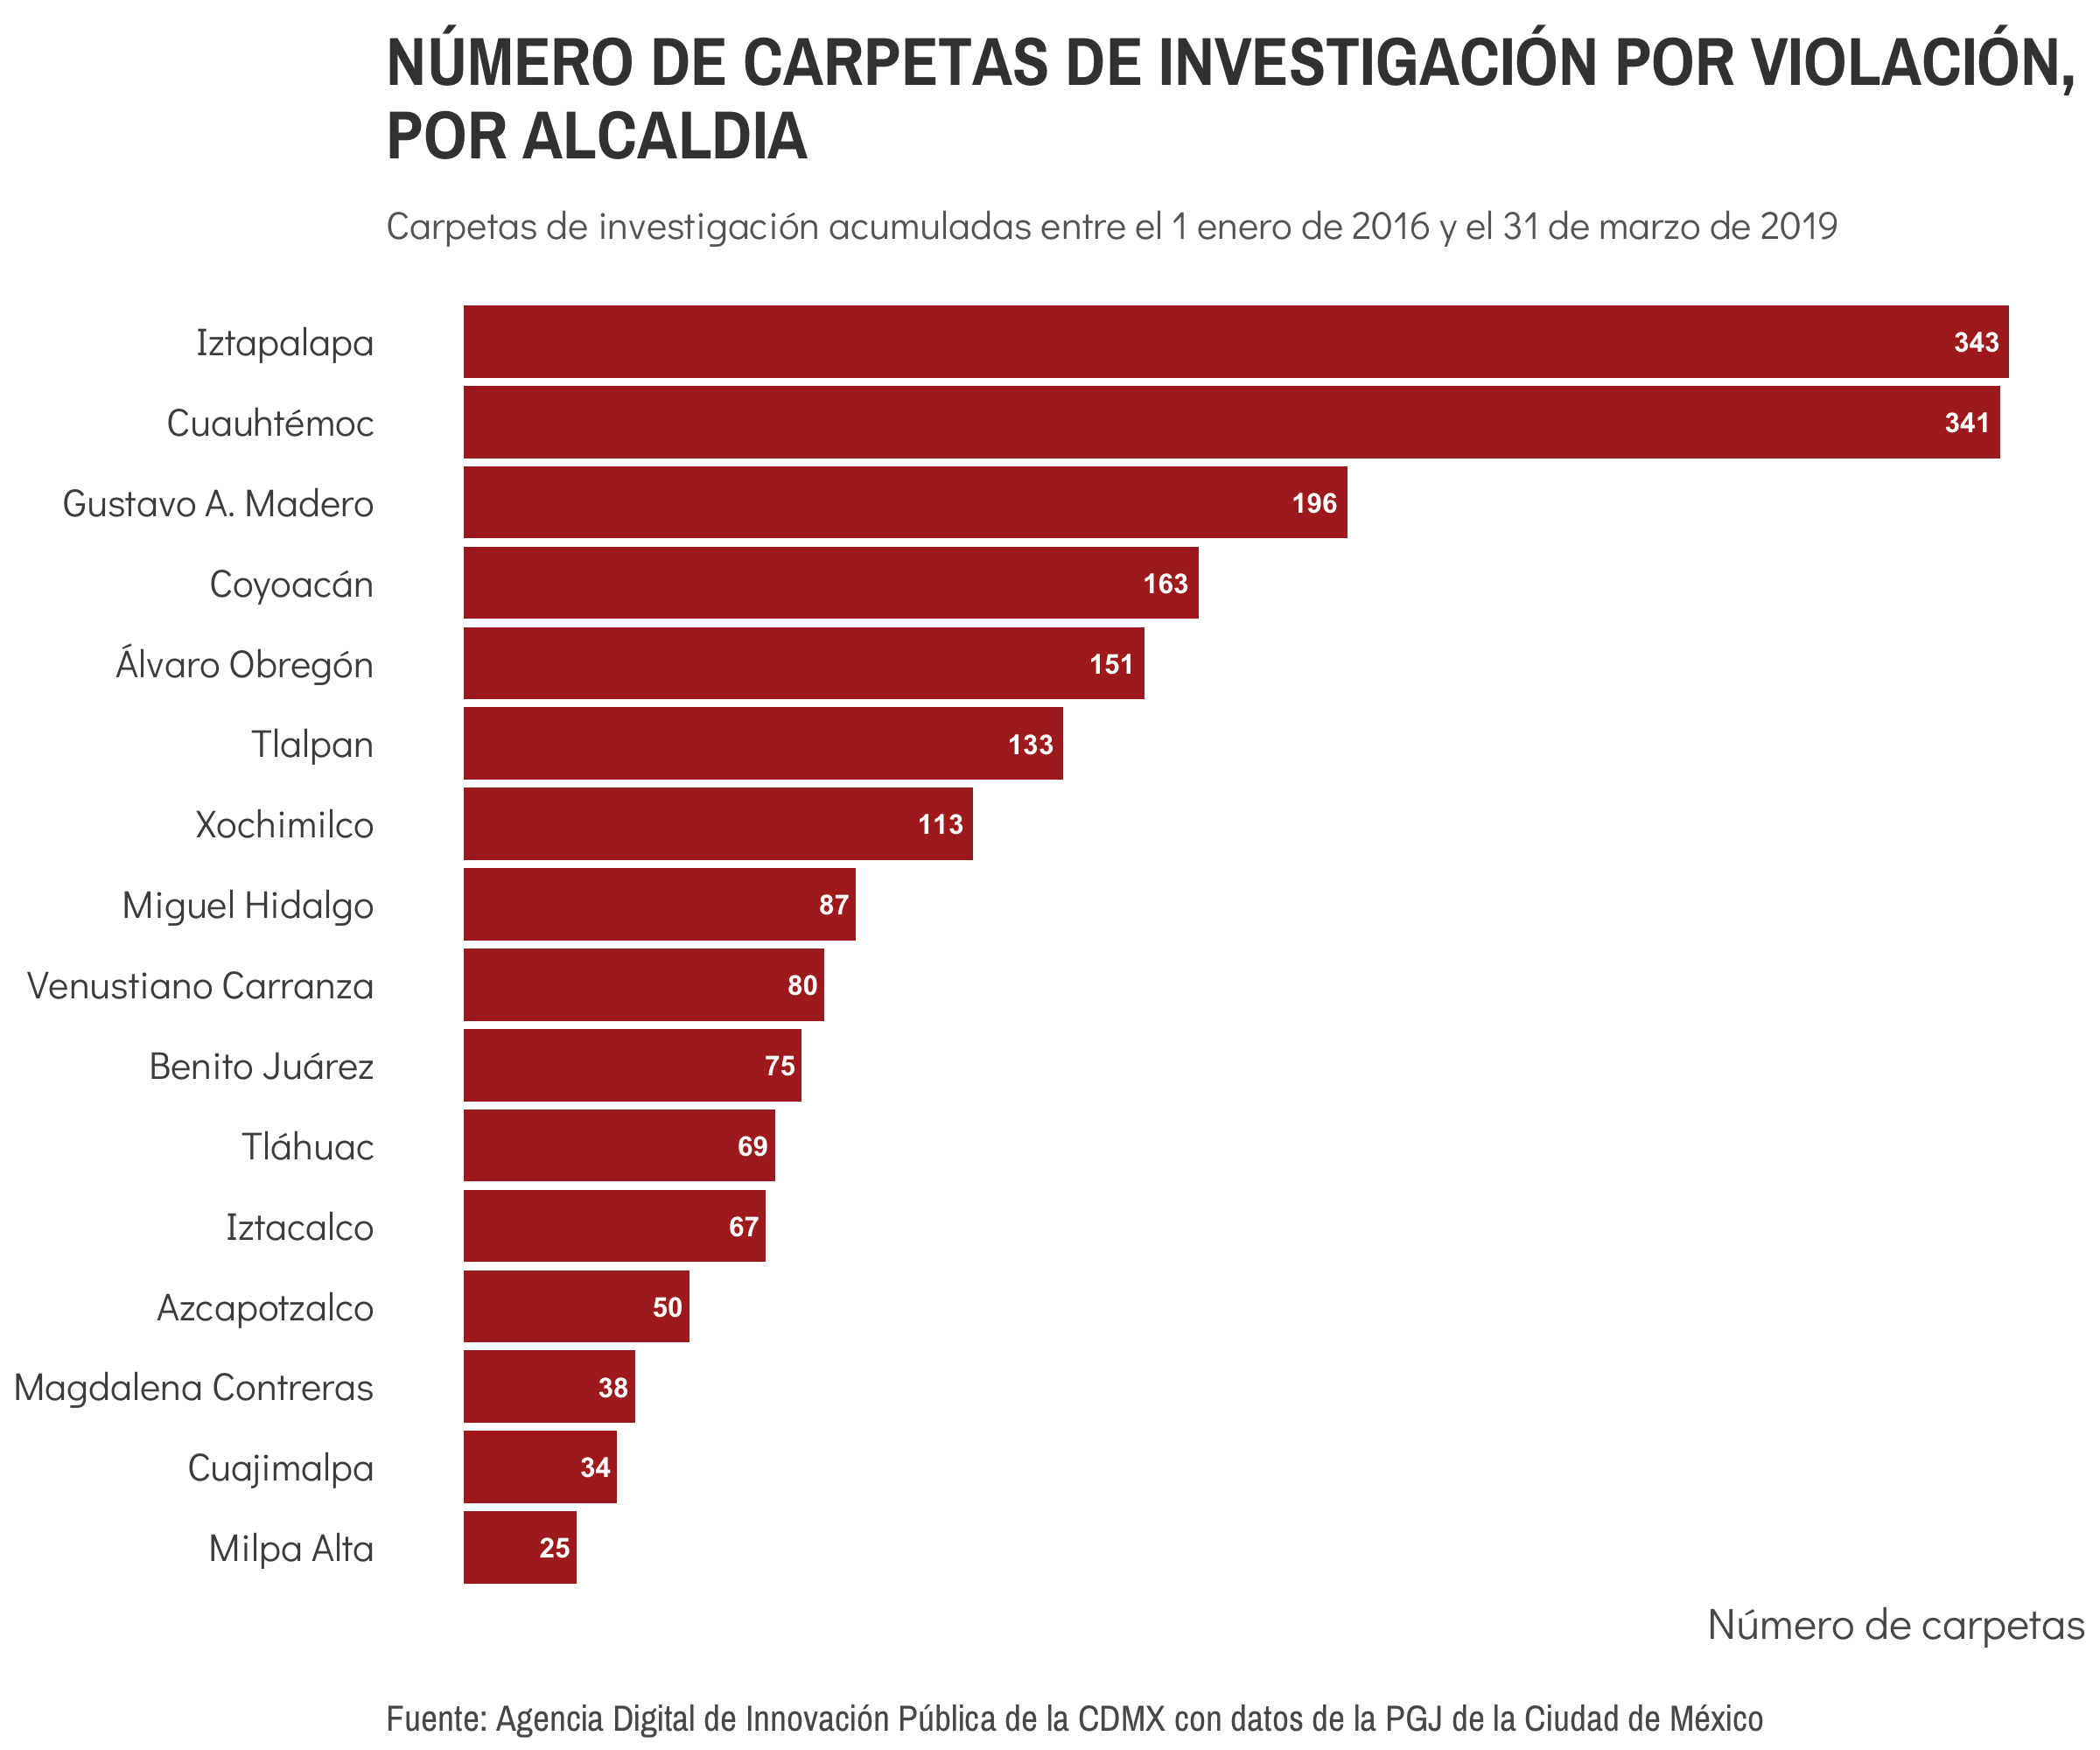 NÚMERO DE CARPETAS DE INVESTIGACIÓN POR VIOLACIÓN,
POR ALCALDIA
Carpetas de investigación acumuladas entre el 1 enero de 2016 y el 31 de marzo de 2019
Iztapalapa 343
Cuauhtémoc 341
Gustavo A. Madero 196
Coyoacán 163
Álvaro Obregón 151
Tlalpan 133
Xochimilco 113
Miguel Hidalgo 87
Venustiano Carranza 80
Benito Juárez 75
Tláhuac 69
Iztacalco 67
Azcapotzalco 50
Magdalena Contreras 38
Cuajimalpa 34
Milpa Alta 25
Número de carpetas
Fuente: Agencia Digital de Innovación Pública de la CDMX con datos de la PGJ de la Ciudad de México